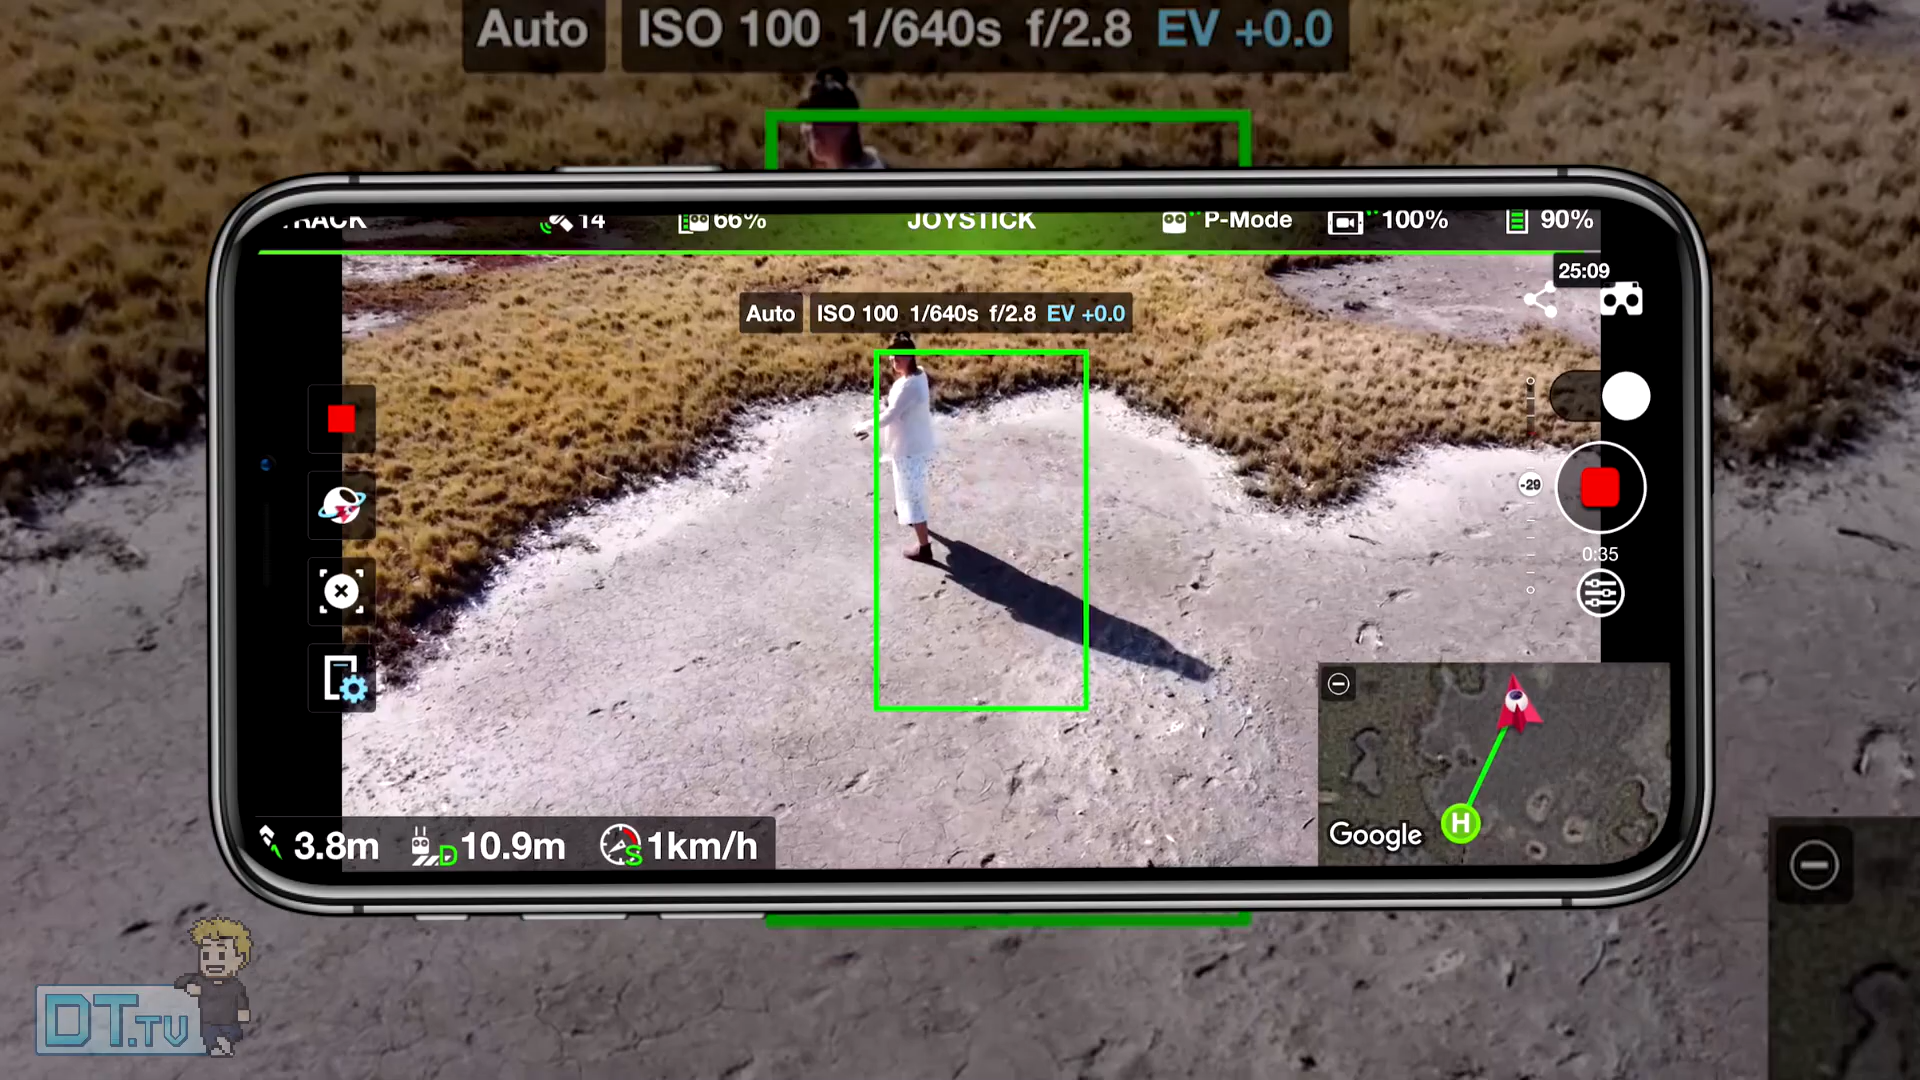 Auto ISO 100 1/640s f/2.8 EV +0.0
14 66% JOYSTICK P-Mode 100% 90%
25:09
Auto ISO 100 1/640s f/2.8 EV +0.0
-29
0:35
H
Google
3.8m D 10.9m S 1km/h
DT.TV